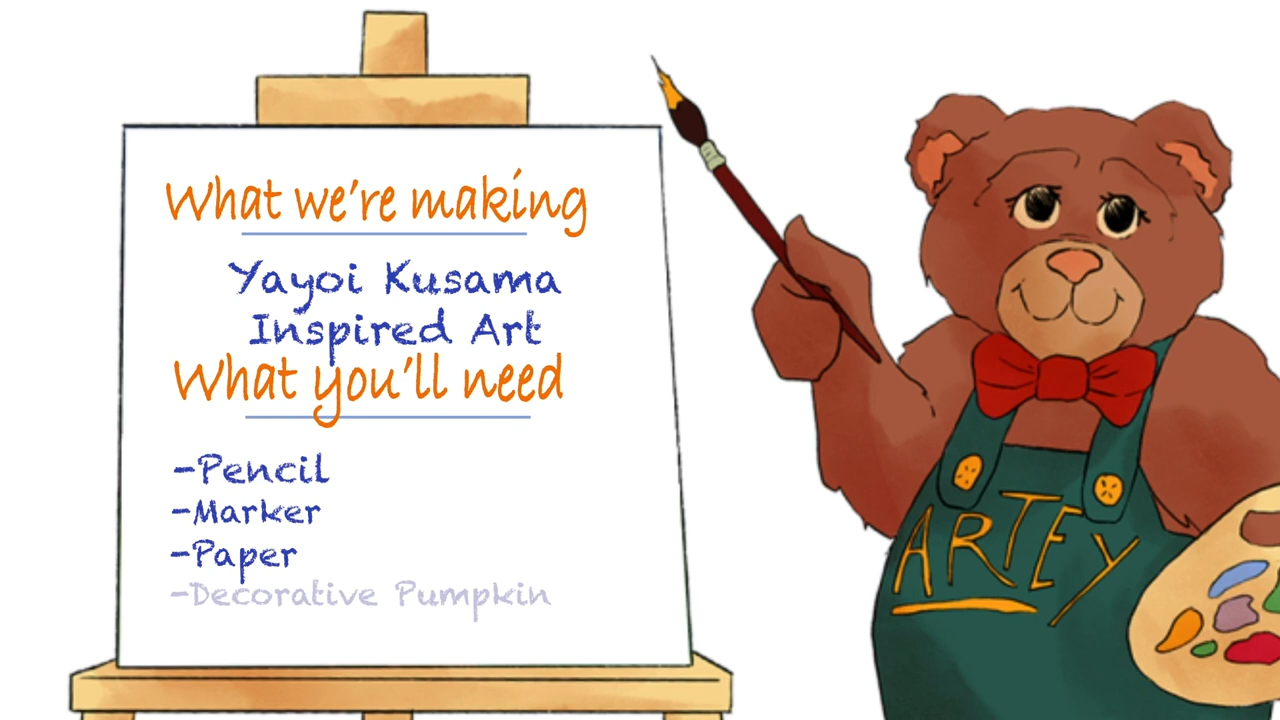 What we're making
Yayoi Kusama
Inspired Art
What you'll need
-Pencil
-Marker
-Paper
-Decorative Pumpkin
ARTEY